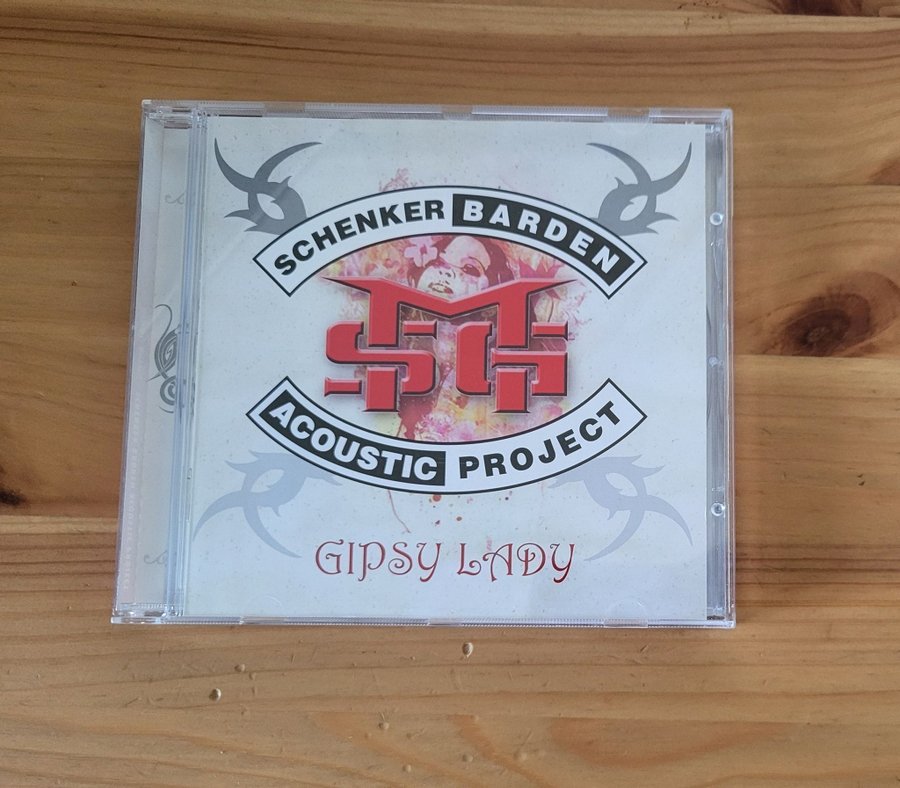 SCHENKER BARDEN
MSG
ACOUSTIC PROJECT
GIPSY LADY